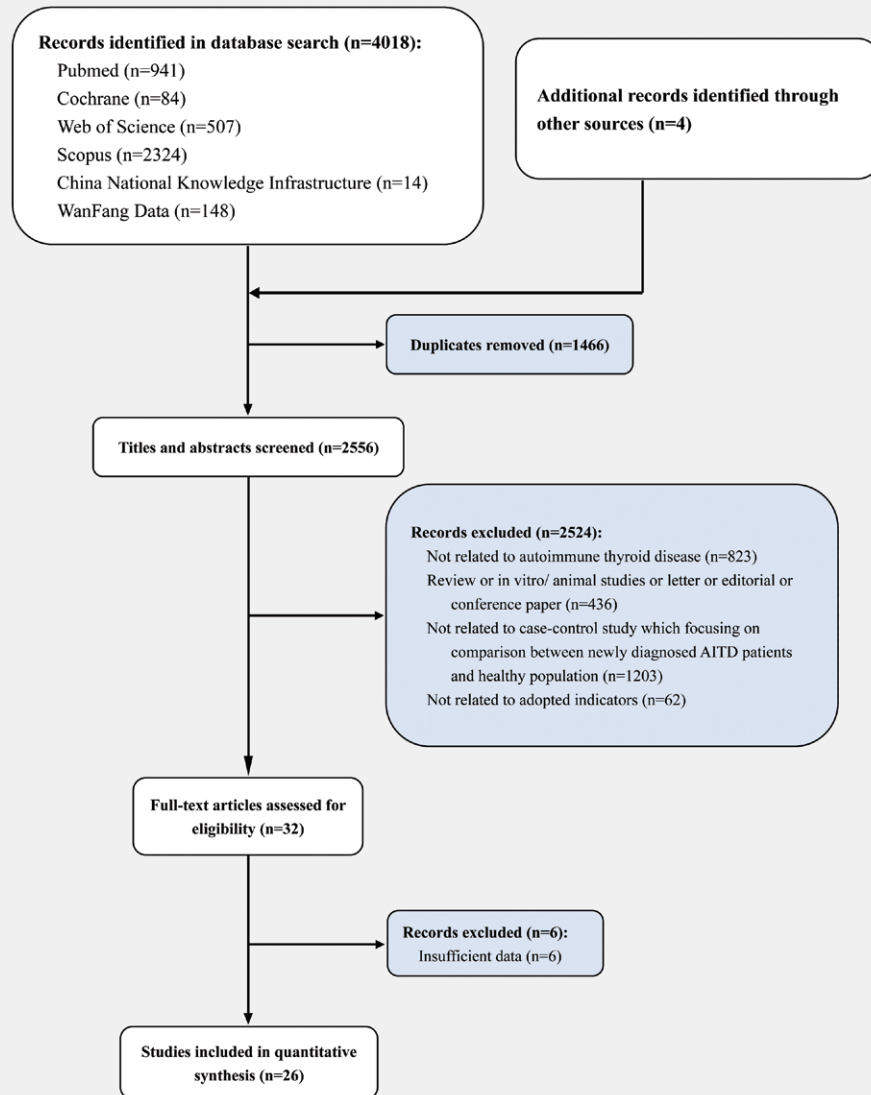 Records identified in database search (n=4018):
Pubmed (n=941)
Cochrane (n=84)
Web of Science (n=507)
Scopus (n=2324)
China National Knowledge Infrastructure (n=14)
WanFang Data (n=148)
Additional records identified through
other sources (n=4)
Duplicates removed (n=1466)
Titles and abstracts screened (n=2556)
Records excluded (n=2524):
Not related to autoimmune thyroid disease (n=823)
Review or in vitro/ animal studies or letter or editorial or
conference paper (n=436)
Not related to case-control study which focusing on
comparison between newly diagnosed AITD patients
and healthy population (n=1203)
Not related to adopted indicators (n=62)
Full-text articles assessed for
eligibility (n=32)
Records excluded (n=6):
Insufficient data (n=6)
Studies included in quantitative
synthesis (n=26)